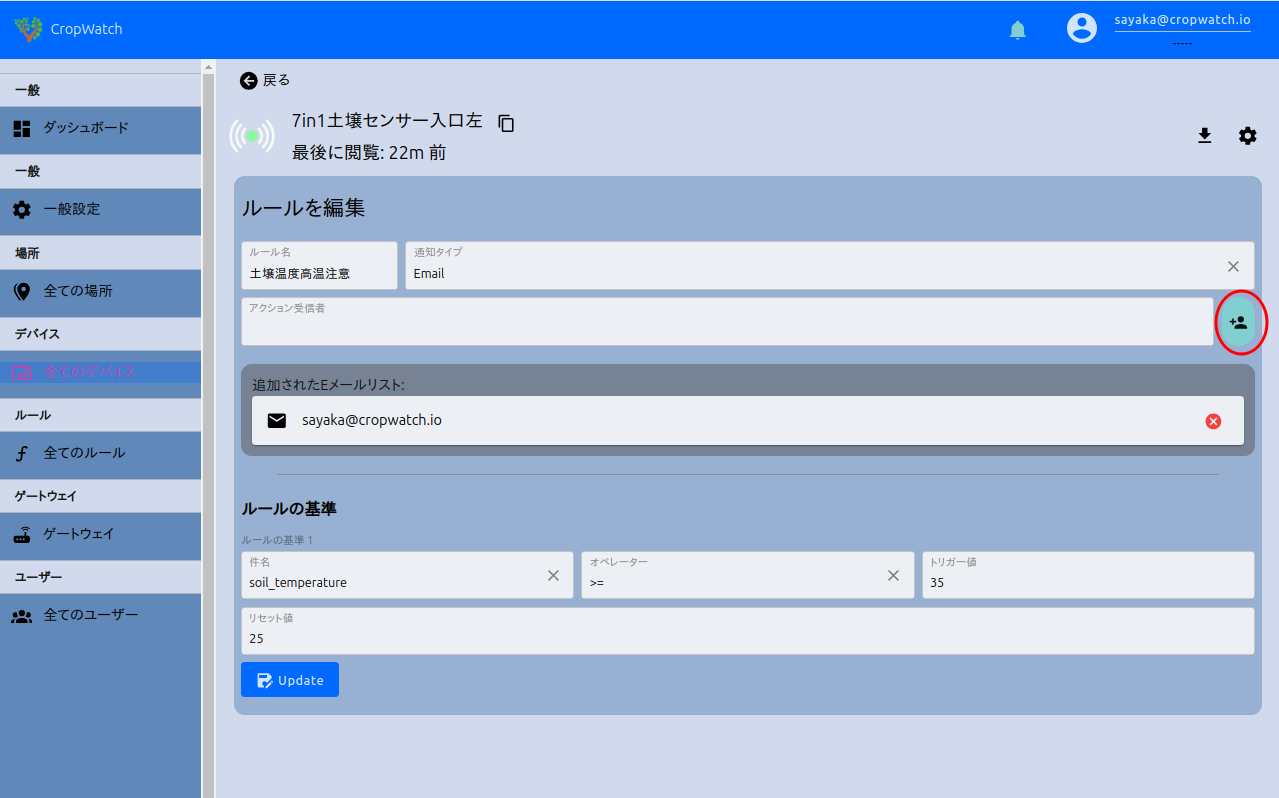 CropWatch
sayaka@cropwatch.io
-----
一般
ダッシュボード
一般
一般設定
場所
全ての場所
デバイス
全てのデバイス
ルール
全てのルール
ゲートウェイ
ゲートウェイ
ユーザー
全てのユーザー
戻る
7in1土壌センサー入口左
最後に閲覧: 22m 前
ルールを編集
ルール名
土壌温度高温注意
通知タイプ
Email
アクション受信者
追加されたEメールリスト:
sayaka@cropwatch.io
ルールの基準
ルールの基準 1
件名
soil_temperature
オペレーター
>=
トリガー値
35
リセット値
25
Update